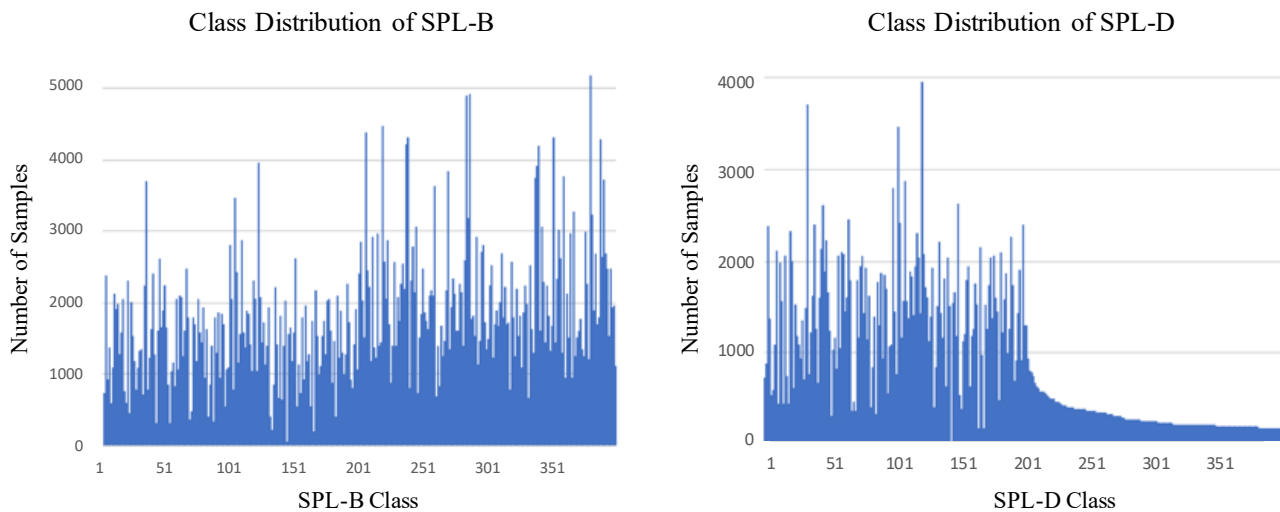 Class Distribution of SPL-B
Number of Samples
5000
4000
3000
2000
1000
0
1 51 101 151 201 251 301 351
SPL-B Class
Class Distribution of SPL-D
Number of Samples
4000
3000
2000
1000
0
1 51 101 151 201 251 301 351
SPL-D Class